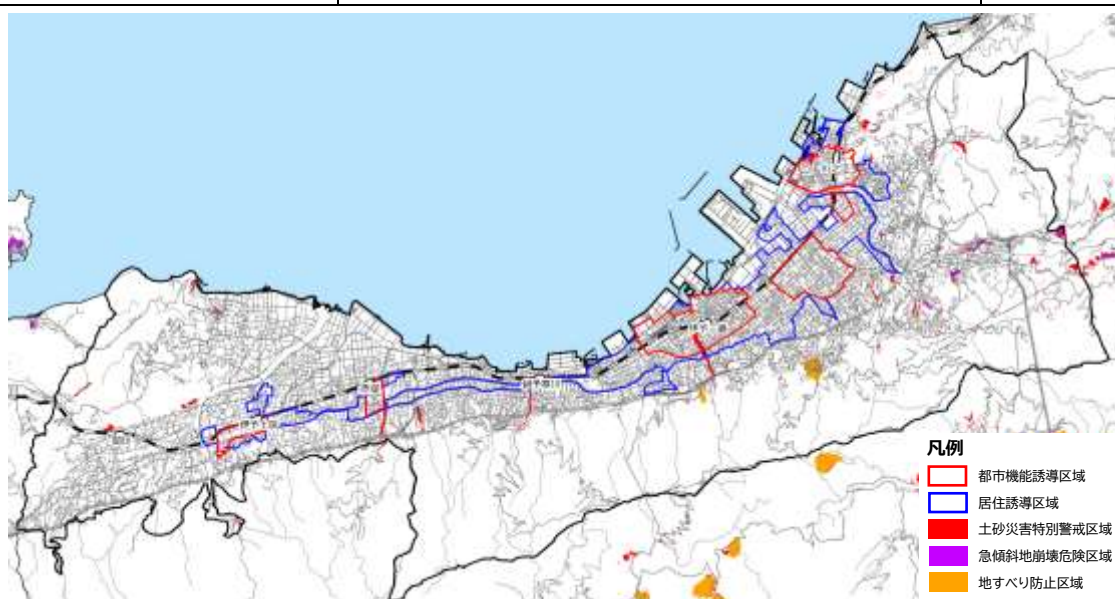 凡例
都市機能誘導区域
居住誘導区域
土砂災害特別警戒区域
急傾斜地崩壊危険区域
地すべり防止区域